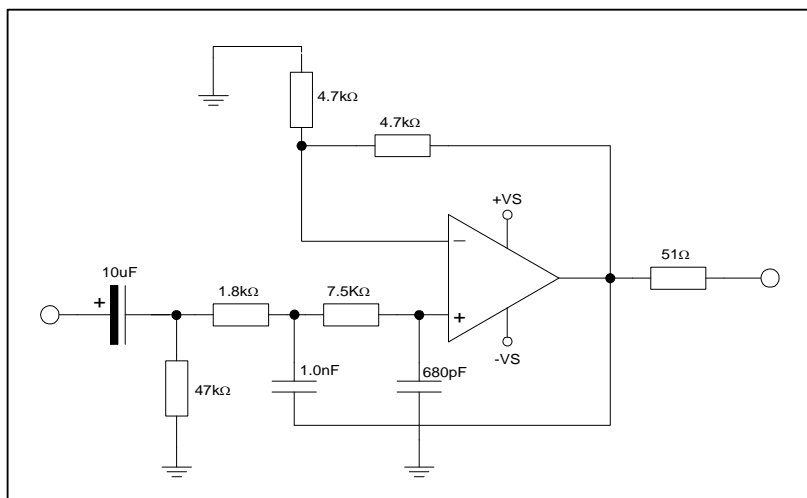 4.7kΩ
4.7kΩ
+VS
10uF
51Ω
−
1.8kΩ
7.5KΩ
+
+
-VS
1.0nF
680pF
47kΩ